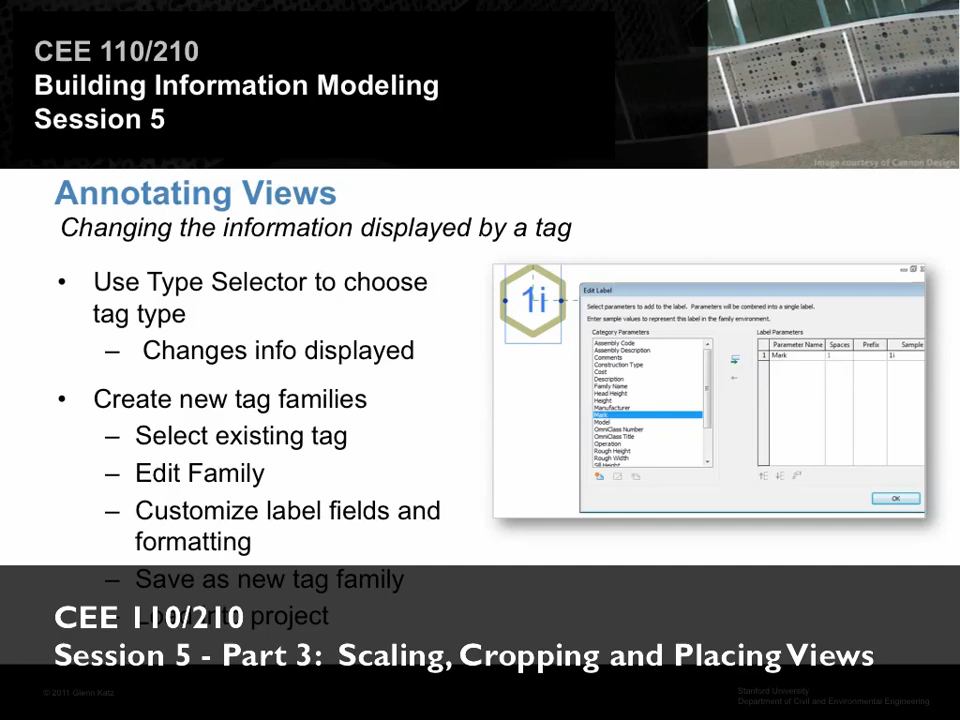 CEE 110/210
Building Information Modeling
Session 5
Image courtesy of Cannon Design.
Annotating Views
Changing the information displayed by a tag
• Use Type Selector to choose
tag type
– Changes info displayed
• Create new tag families
– Select existing tag
– Edit Family
– Customize label fields and
formatting
– Save as new tag family
– Load into project
1i
Edit Label
Select parameters to add to the label. Parameters will be combined into a single label.
Enter sample values to represent this label in the family environment.
Category Parameters
Assembly Code
Assembly Description
Comments
Construction Type
Cost
Description
Family Name
Head Height
Height
Manufacturer
Mark
Model
OmniClass Number
OmniClass Title
Operation
Rough Height
Rough Width
Sill Height
Label Parameters
Parameter Name Spaces Prefix Sample
1 Mark 1 1i
OK
CEE 110/210
Session 5 - Part 3: Scaling, Cropping and Placing Views
© 2011 Glenn Katz
Stanford University
Department of Civil and Environmental Engineering